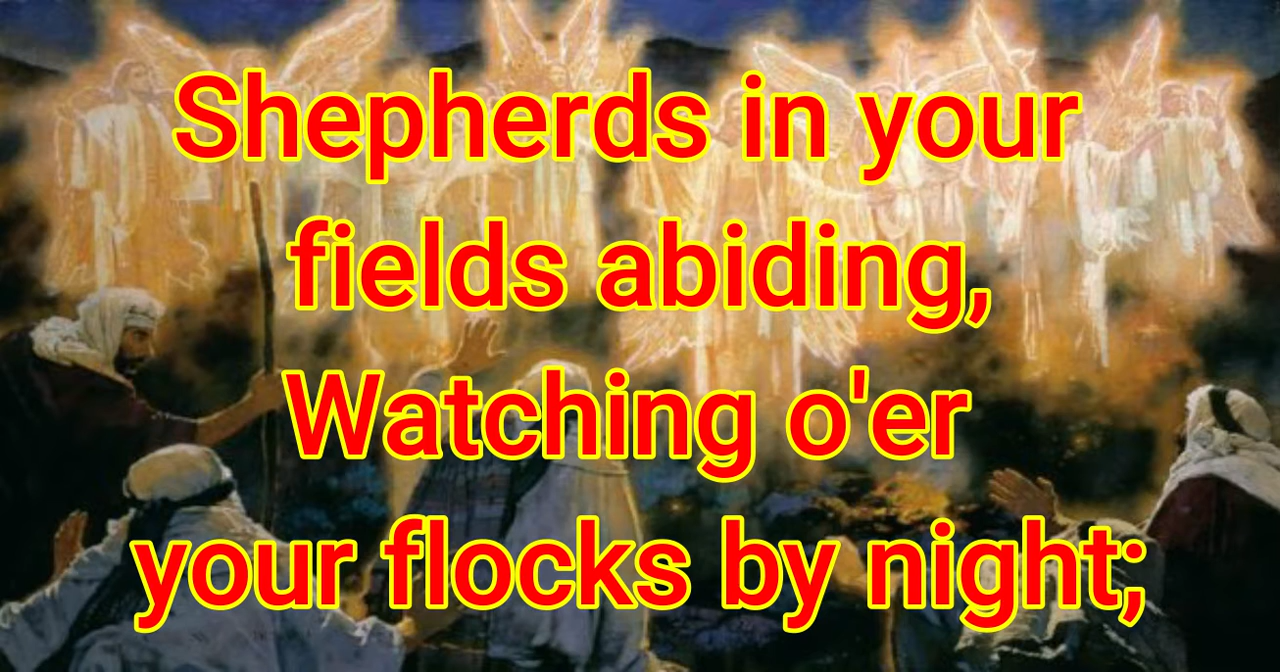 Shepherds in your
fields abiding,
Watching o'er
your flocks by night;